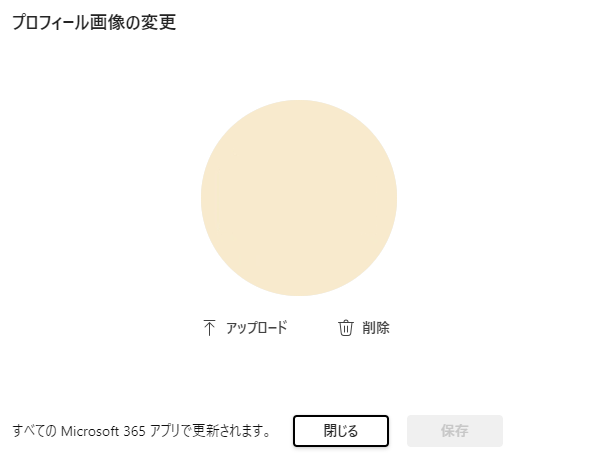 プロフィール画像の変更
アップロード
削除
すべての Microsoft 365 アプリで更新されます。
閉じる
保存